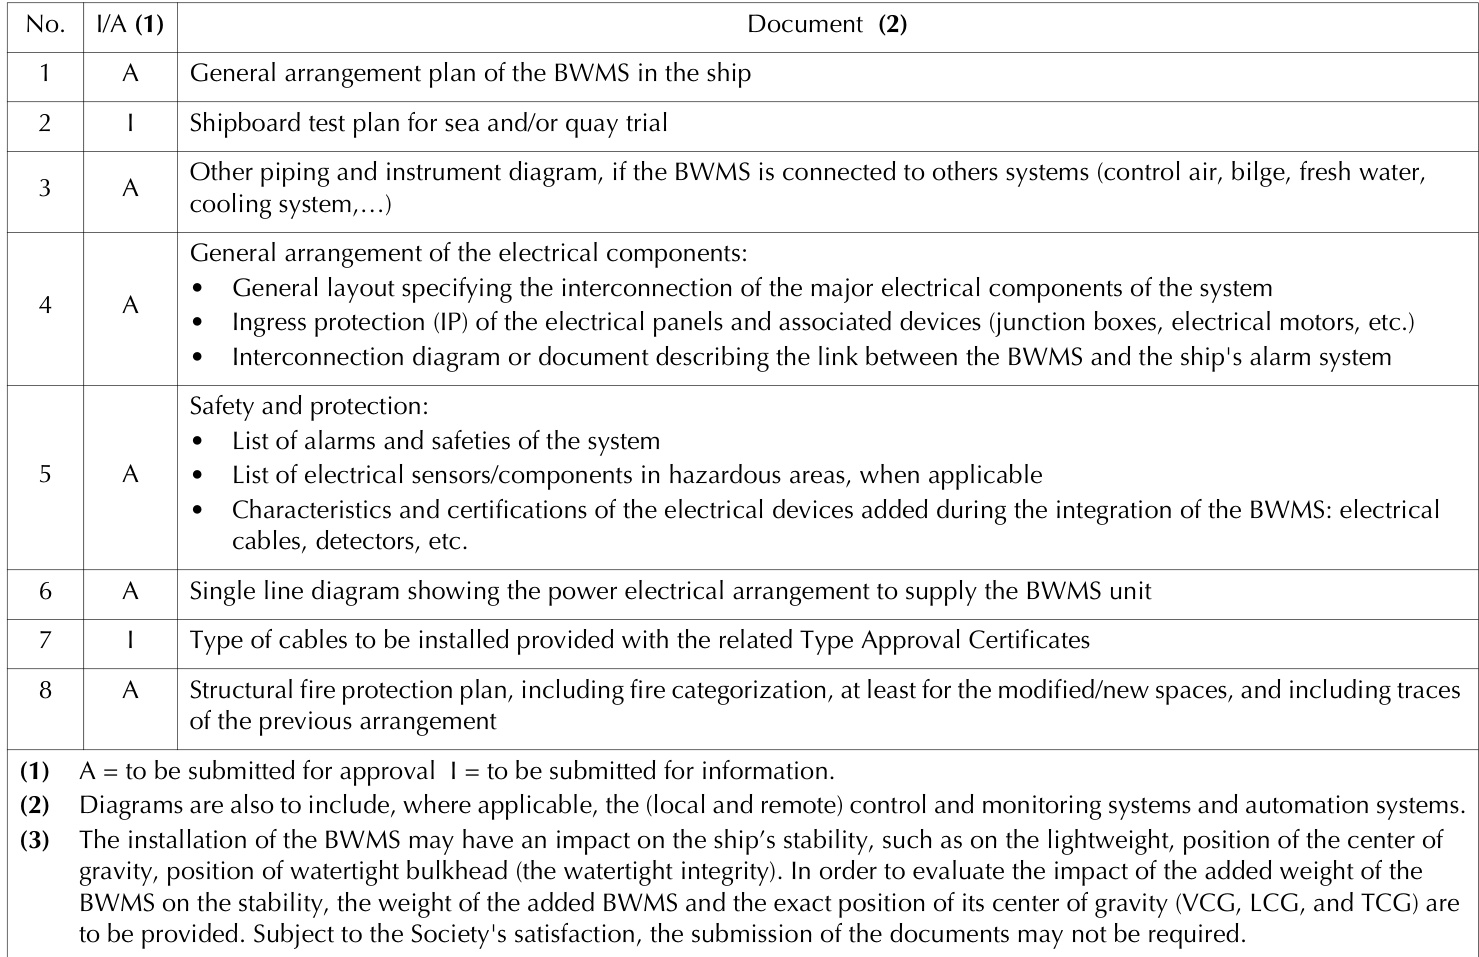 No. I/A (1) Document (2)
1 A General arrangement plan of the BWMS in the ship
2 I Shipboard test plan for sea and/or quay trial
3 A Other piping and instrument diagram, if the BWMS is connected to others systems (control air, bilge, fresh water,
cooling system,…)
4 A General arrangement of the electrical components:
• General layout specifying the interconnection of the major electrical components of the system
• Ingress protection (IP) of the electrical panels and associated devices (junction boxes, electrical motors, etc.)
• Interconnection diagram or document describing the link between the BWMS and the ship's alarm system
5 A Safety and protection:
• List of alarms and safeties of the system
• List of electrical sensors/components in hazardous areas, when applicable
• Characteristics and certifications of the electrical devices added during the integration of the BWMS: electrical
cables, detectors, etc.
6 A Single line diagram showing the power electrical arrangement to supply the BWMS unit
7 I Type of cables to be installed provided with the related Type Approval Certificates
8 A Structural fire protection plan, including fire categorization, at least for the modified/new spaces, and including traces
of the previous arrangement
(1) A = to be submitted for approval I = to be submitted for information.
(2) Diagrams are also to include, where applicable, the (local and remote) control and monitoring systems and automation systems.
(3) The installation of the BWMS may have an impact on the ship’s stability, such as on the lightweight, position of the center of
gravity, position of watertight bulkhead (the watertight integrity). In order to evaluate the impact of the added weight of the
BWMS on the stability, the weight of the added BWMS and the exact position of its center of gravity (VCG, LCG, and TCG) are
to be provided. Subject to the Society's satisfaction, the submission of the documents may not be required.